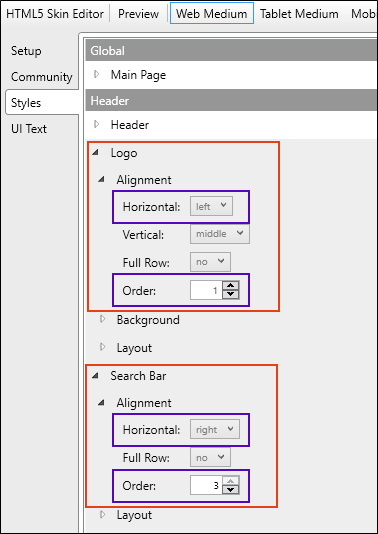 HTML5 Skin Editor Preview Web Medium Tablet Medium Mob
Setup
Community
Styles
UI Text
Global
Main Page
Header
Header
Logo
Alignment
Horizontal: left
Vertical: middle
Full Row: no
Order: 1
Background
Layout
Search Bar
Alignment
Horizontal: right
Full Row: no
Order: 3
Layout